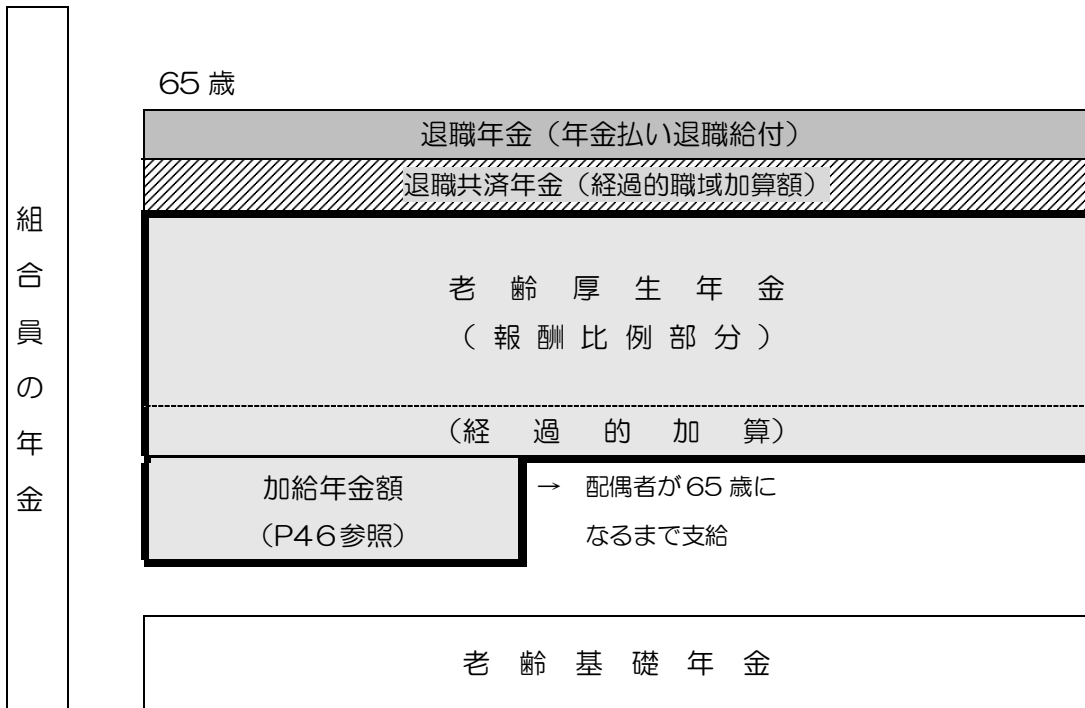 組合員の年金
65歳
退職年金（年金払い退職給付）
退職共済年金（経過的職域加算額）
老齢厚生年金
（報酬比例部分）
（経過的加算）
加給年金額
（P46参照）
→ 配偶者が65歳に
なるまで支給
老齢基礎年金